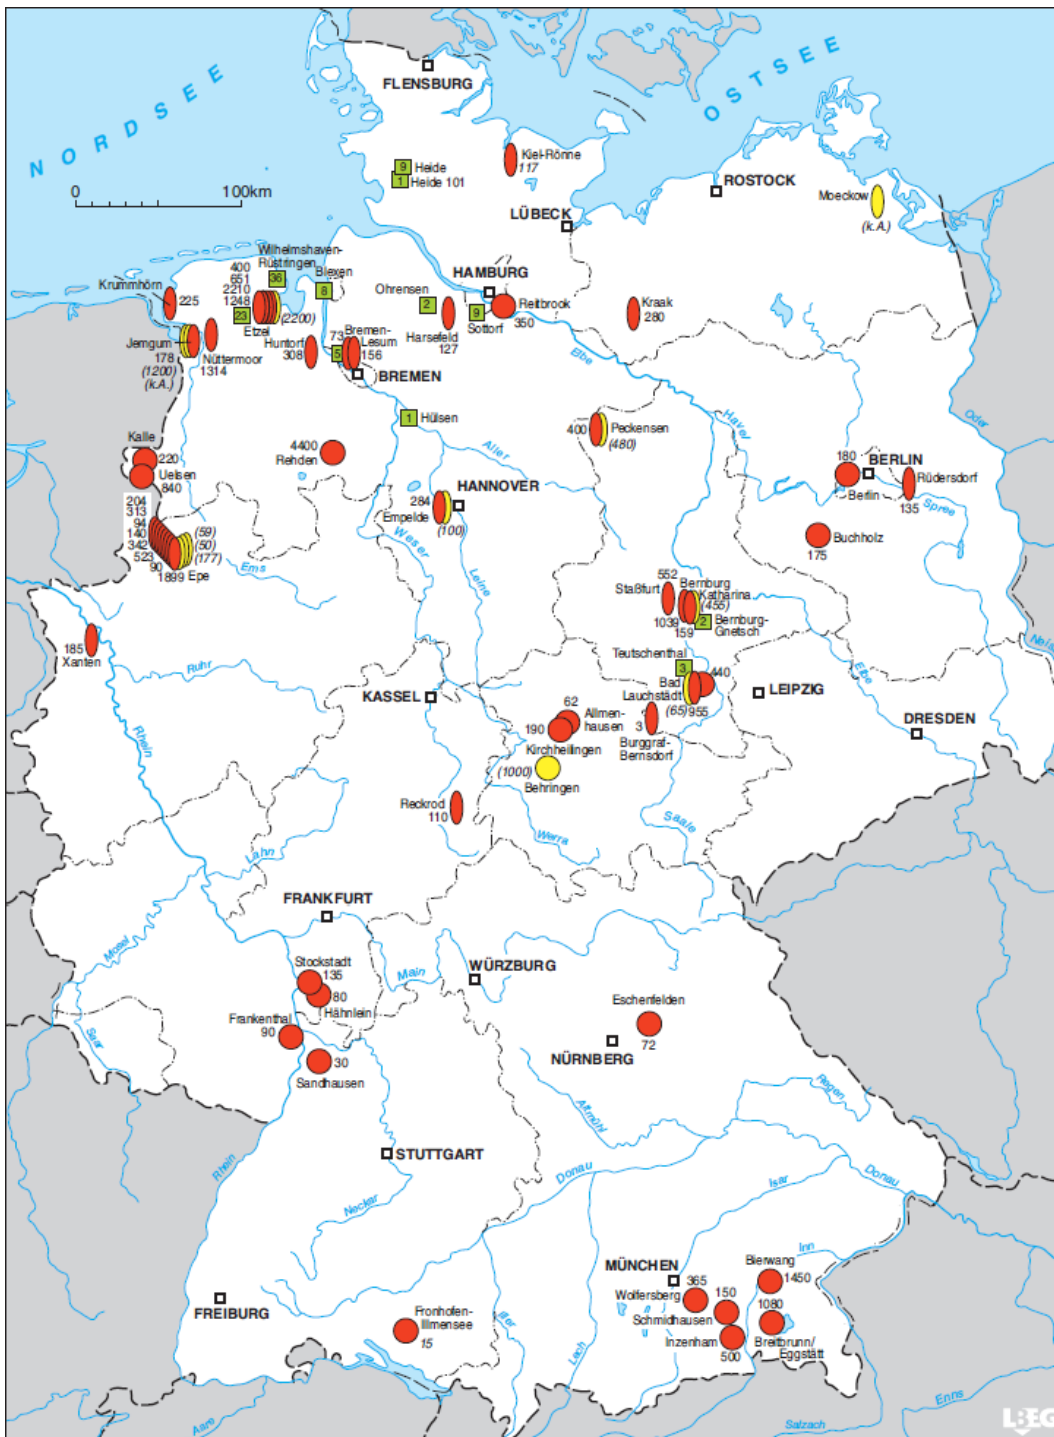 NORDSEE
OSTSEE
FLENSBURG
0
100km
9
Heide
1
Heide 101
Kiel-Rönne
117
ROSTOCK
Moeckow
(k.A.)
LÜBECK
Wilhelmshaven-
Rüstringen
36
400
651
2210
1248
23
Etzel
(2200)
Blexen
8
Krummhörn
225
HAMBURG
Ohrensen
2
Harsefeld
127
9
Sottorf
Reitbrook
350
Kraak
280
Jemgum
178
(1200)
(k.A.)
Nüttermoor
1314
Huntorf
308
73
5
Bremen-
Lesum
156
BREMEN
Elbe
Havel
Oder
1
Hülsen
Aller
400
Peckensen
(480)
Kalle
220
Uelsen
840
4400
Rehden
180
BERLIN
Berlin
Rüdersdorf
135
Spree
HANNOVER
284
Empelde
(100)
Weser
Leine
204
313
94
140
342
523
90
1899
(59)
(50)
(177)
Epe
Ems
Buchholz
175
552
Staßfurt
1039
Bernburg
Katharina
(455)
159
2
Bernburg-
Gnetsch
185
Xanten
Ruhr
Elbe
Teutschenthal
3
440
Bad
Lauchstädt
(65)
955
LEIPZIG
KASSEL
62
Allmen-
hausen
190
Kirchheilingen
(1000)
Behringen
3
Burggraf-
Bernsdorf
DRESDEN
Rhein
Reckrod
110
Werra
Saale
Lahn
FRANKFURT
Mosel
Stockstadt
135
80
Hähnlein
Main
WÜRZBURG
Eschenfelden
72
NÜRNBERG
Frankenthal
90
30
Sandhausen
Saar
Altmühl
Regen
STUTTGART
Rhein
Neckar
Donau
Isar
Donau
Inn
MÜNCHEN
365
Wolfersberg
150
Schmidhausen
Inzenham
500
Bierwang
1450
1080
Breitbrunn/
Eggstätt
FREIBURG
Fronhofen-
Illmensee
15
Iller
Lech
Aare
Salzach
Enns
LBEG